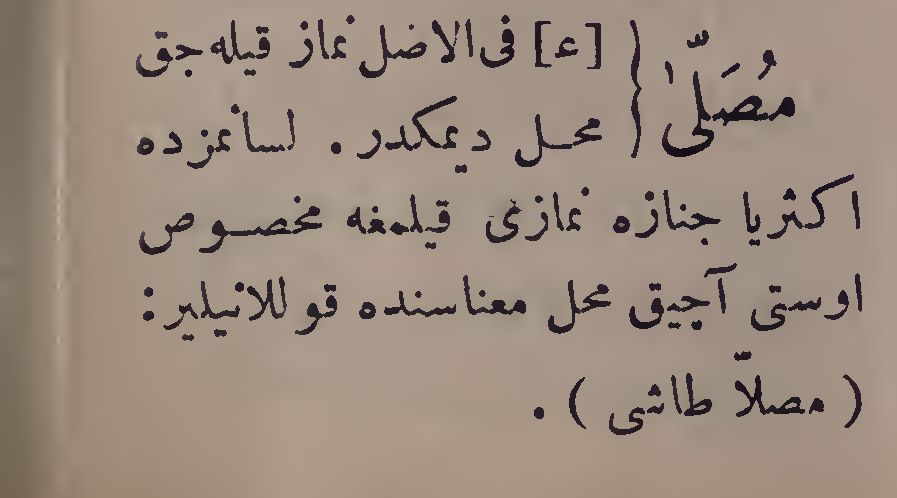 مُصَلّیٰ { [ع] فی الاصل نماز قیله جق
محل دیمکدر . لسانمزده
اکثریا جنازه نمازی قیلمغه مخصوص
اوستی آچیق محل معناسنده قوللانیلیر :
( مصلاّ طاشی ) .